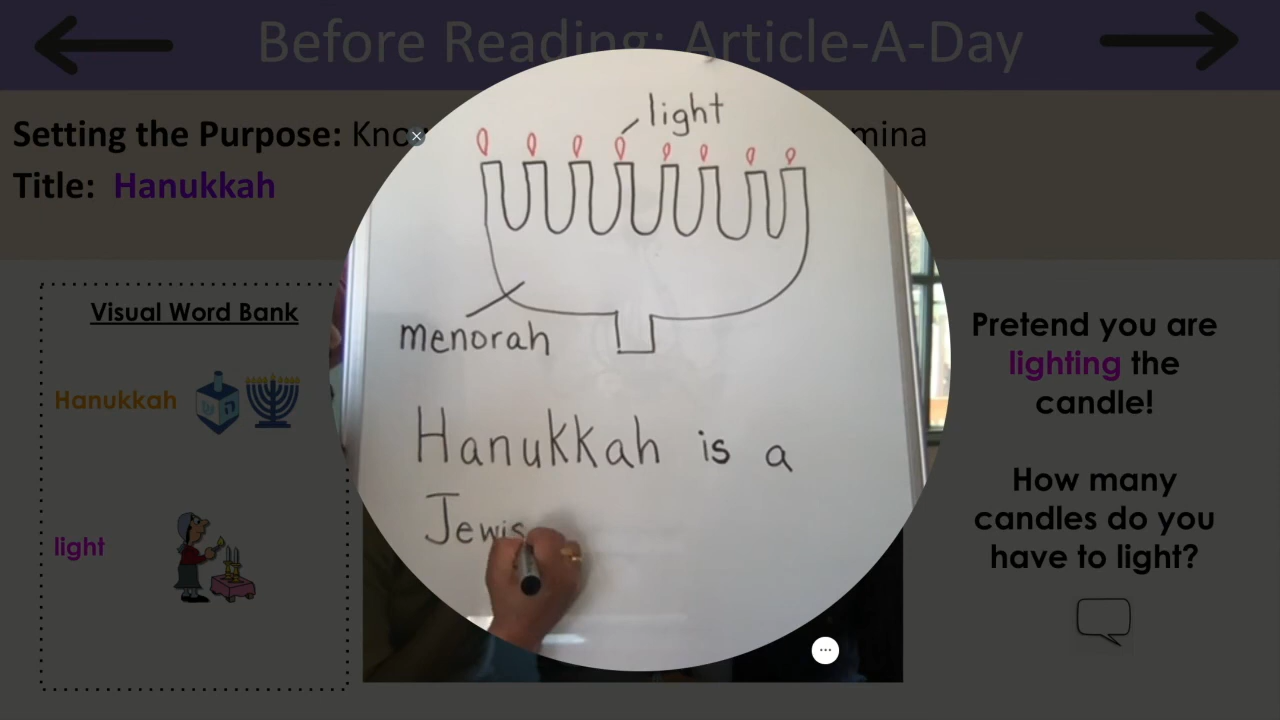 Before Reading: Article-A-Day
Setting the Purpose:
mina
Title: Hanukkah
light
menorah
Hanukkah is a
Jewis
Visual Word Bank
Hanukkah
light
Pretend you are
lighting the
candle!
How many
candles do you
have to light?